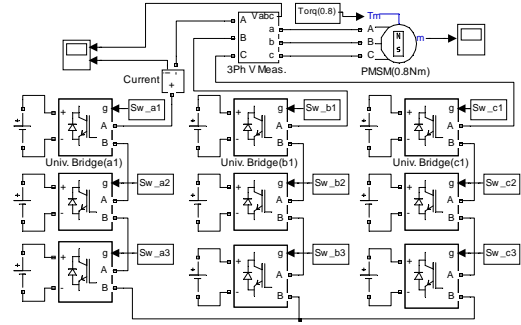 Vabc
Torq(0.8)
Tm
A
B
C
a
b
c
A
B
C
N
S
m
3Ph V Meas.
PMSM(0.8Nm)
Current
i
+
-
+
-
g
A
B
Sw_a1
+
+
-
g
A
B
Sw_b1
+
+
-
g
A
B
Sw_c1
+
Univ. Bridge(a1)
Univ. Bridge(b1)
Univ. Bridge(c1)
+
-
g
A
B
Sw_a2
+
+
-
g
A
B
Sw_b2
+
+
-
g
A
B
Sw_c2
+
+
-
g
A
B
Sw_a3
+
+
-
g
A
B
Sw_b3
+
+
-
g
A
B
Sw_c3
+